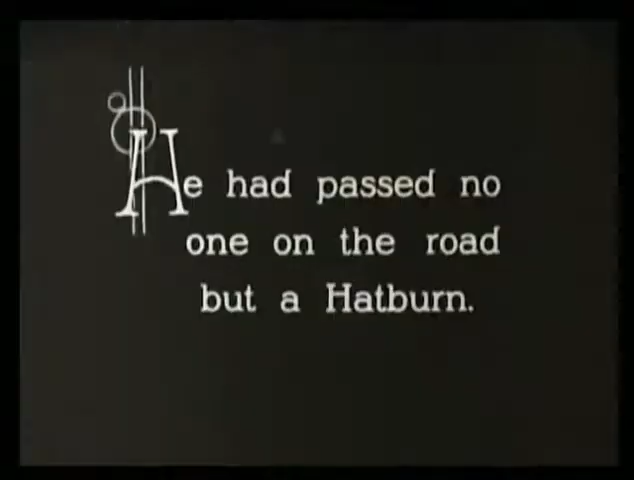 He had passed no
one on the road
but a Hatburn.